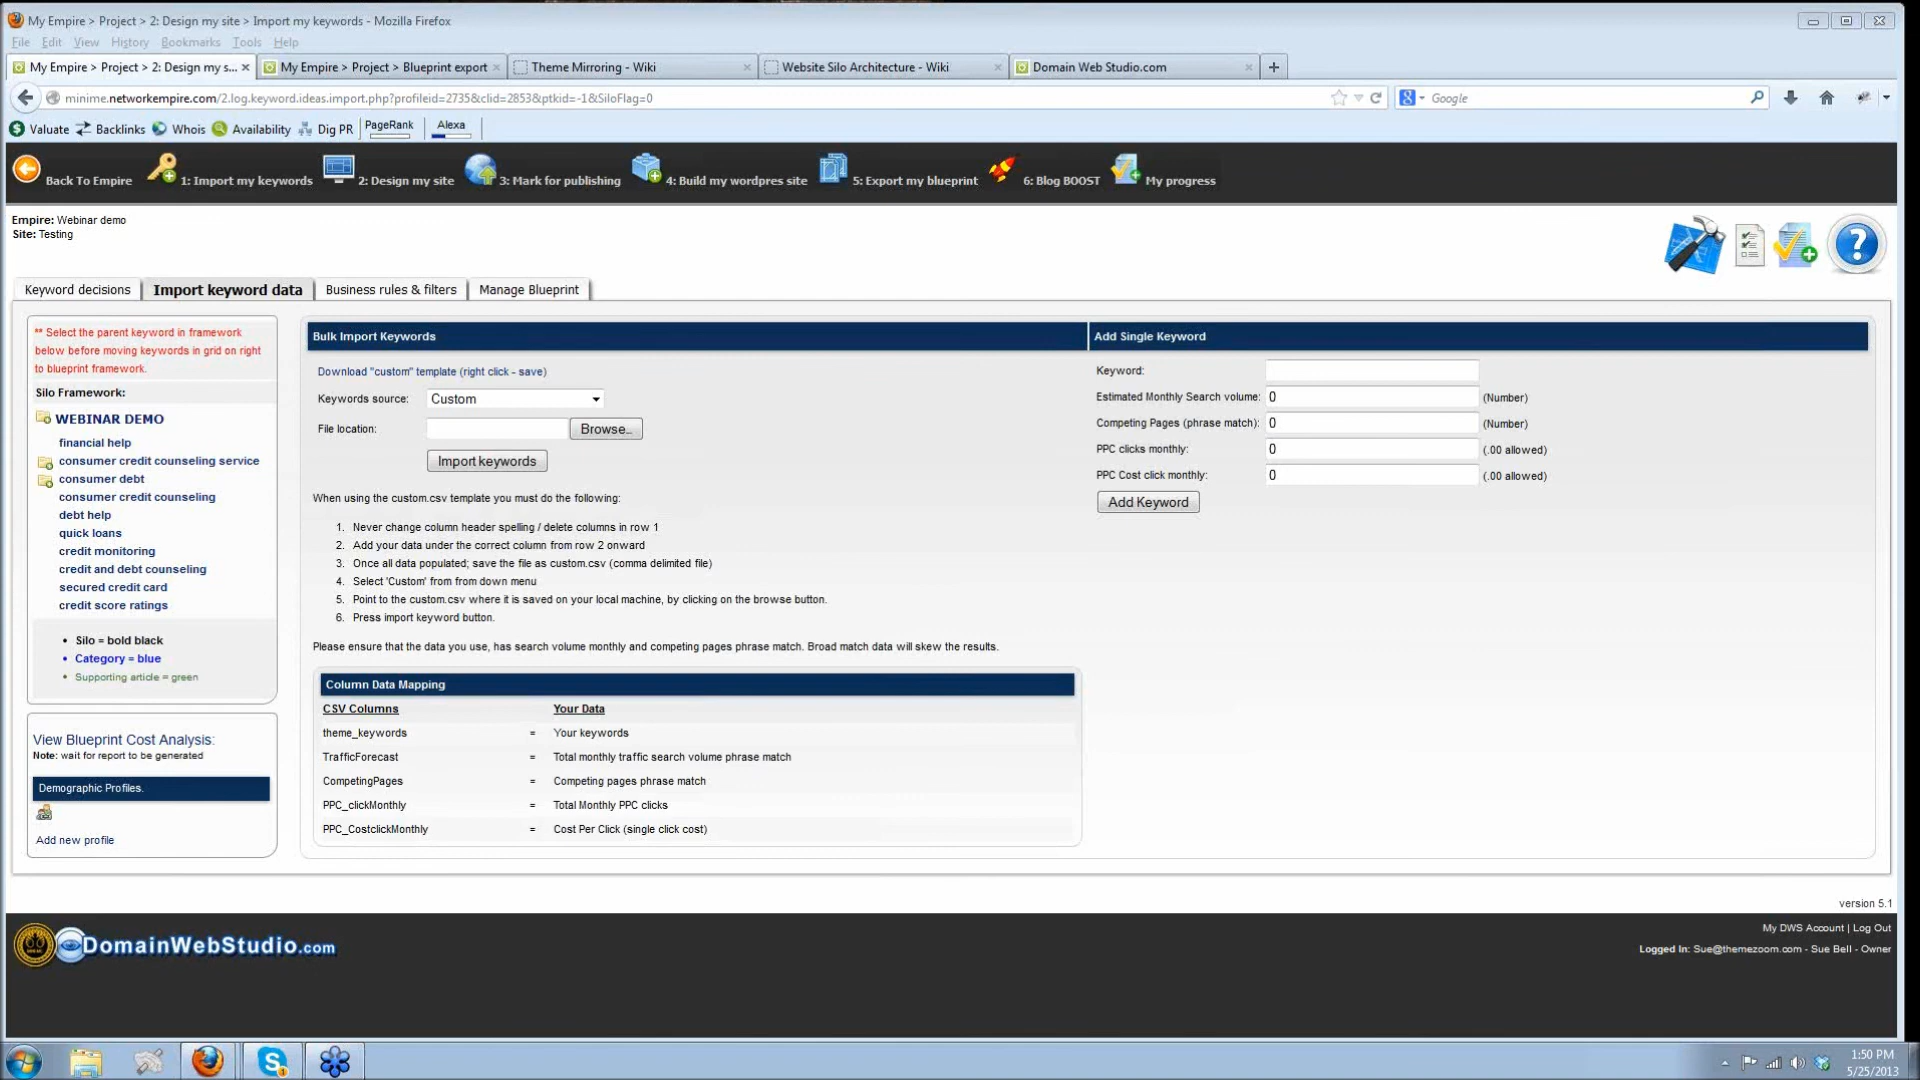 My Empire > Project > 2: Design my site > Import my keywords - Mozilla Firefox
File Edit View History Bookmarks Tools Help
My Empire > Project > 2: Design my s... × My Empire > Project > Blueprint export × Theme Mirroring - Wiki × Website Silo Architecture - Wiki × Domain Web Studio.com × +
minime.networkempire.com/2.log.keyword.ideas.import.php?profileid=2735&clid=2853&ptkid=-1&SiloFlag=0 Google
Valuate Backlinks Whois Availability Dig PR PageRank Alexa
Back To Empire 1: Import my keywords 2: Design my site 3: Mark for publishing 4: Build my wordpres site 5: Export my blueprint 6: Blog BOOST My progress
Empire: Webinar demo
Site: Testing
Keyword decisions Import keyword data Business rules & filters Manage Blueprint
** Select the parent keyword in framework
below before moving keywords in grid on right
to blueprint framework.
Silo Framework:
WEBINAR DEMO
financial help
consumer credit counseling service
consumer debt
consumer credit counseling
debt help
quick loans
credit monitoring
credit and debt counseling
secured credit card
credit score ratings
• Silo = bold black
• Category = blue
• Supporting article = green
View Blueprint Cost Analysis:
Note: wait for report to be generated
Demographic Profiles.
Add new profile
Bulk Import Keywords
Download "custom" template (right click - save)
Keywords source: Custom
File location: Browse..
Import keywords
When using the custom.csv template you must do the following:
1. Never change column header spelling / delete columns in row 1
2. Add your data under the correct column from row 2 onward
3. Once all data populated; save the file as custom.csv (comma delimited file)
4. Select 'Custom' from from down menu
5. Point to the custom.csv where it is saved on your local machine, by clicking on the browse button.
6. Press import keyword button.
Please ensure that the data you use, has search volume monthly and competing pages phrase match. Broad match data will skew the results.
Column Data Mapping
CSV Columns Your Data
theme_keywords = Your keywords
TrafficForecast = Total monthly traffic search volume phrase match
CompetingPages = Competing pages phrase match
PPC_clickMonthly = Total Monthly PPC clicks
PPC_CostclickMonthly = Cost Per Click (single click cost)
Add Single Keyword
Keyword:
Estimated Monthly Search volume: 0 (Number)
Competing Pages (phrase match): 0 (Number)
PPC clicks monthly: 0 (.00 allowed)
PPC Cost click monthly: 0 (.00 allowed)
Add Keyword
version 5.1
DomainWebStudio.com
My DWS Account | Log Out
Logged In: Sue@themezoom.com - Sue Bell - Owner
1:50 PM
5/25/2013